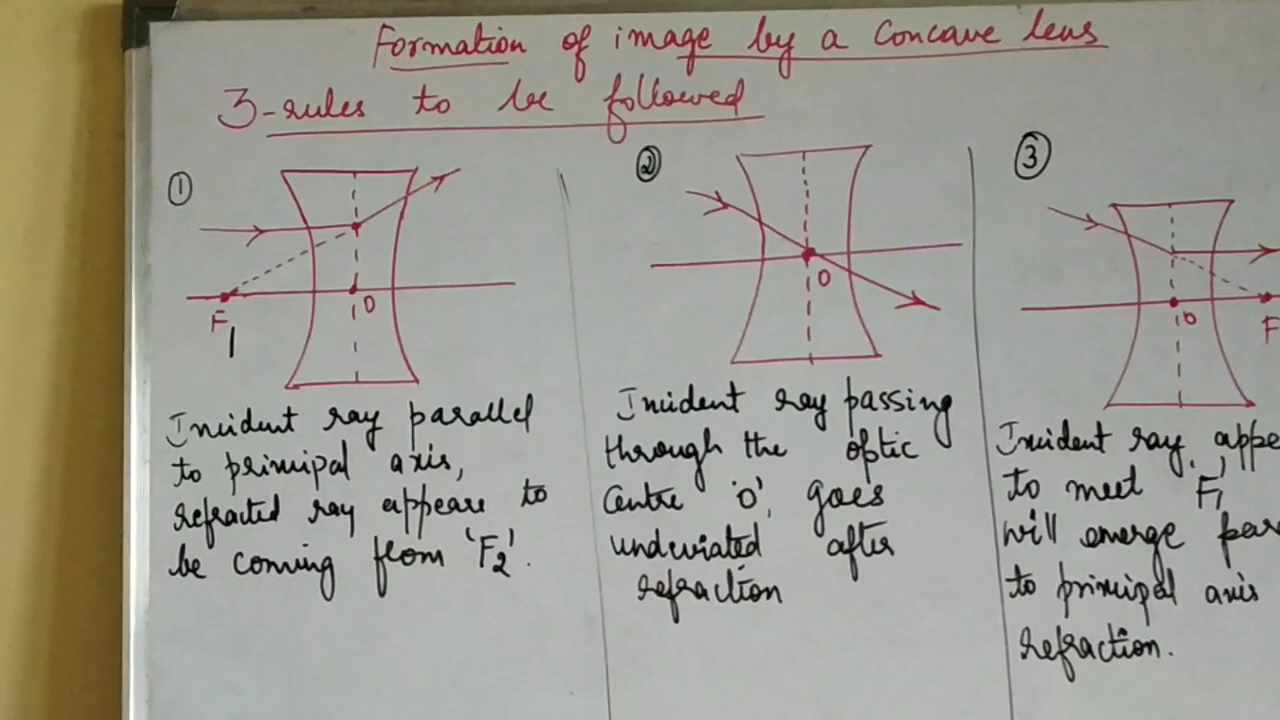 Formation of image by a Concave lens
3-rules to be followed
①
F1
O
Incident ray parallel
to principal axis,
refracted ray appears to
be coming from 'F2'.
②
O
Incident ray passing
through the optic
Centre 'O', goes
undeviated after
refraction
③
O
F
Incident ray, appe
to meet 'F1'
will emerge par
to principal axis
refraction.